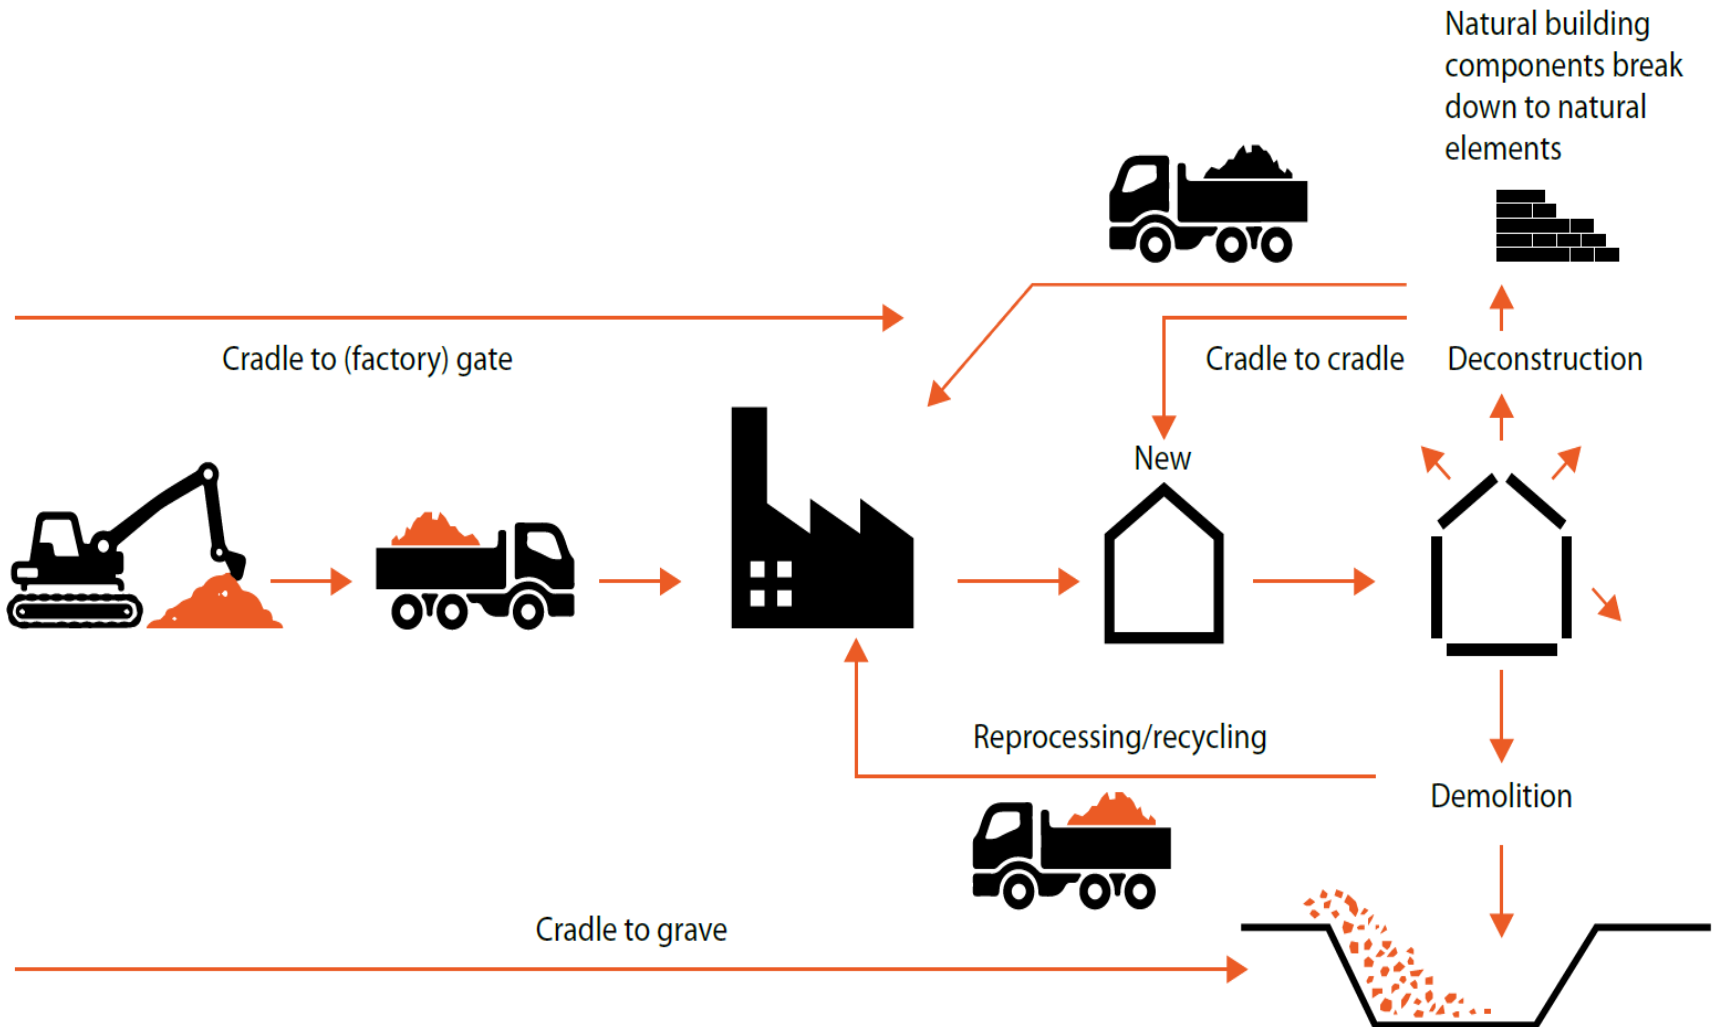 Natural building
components break
down to natural
elements
Cradle to (factory) gate
Cradle to cradle
Deconstruction
New
Reprocessing/recycling
Demolition
Cradle to grave